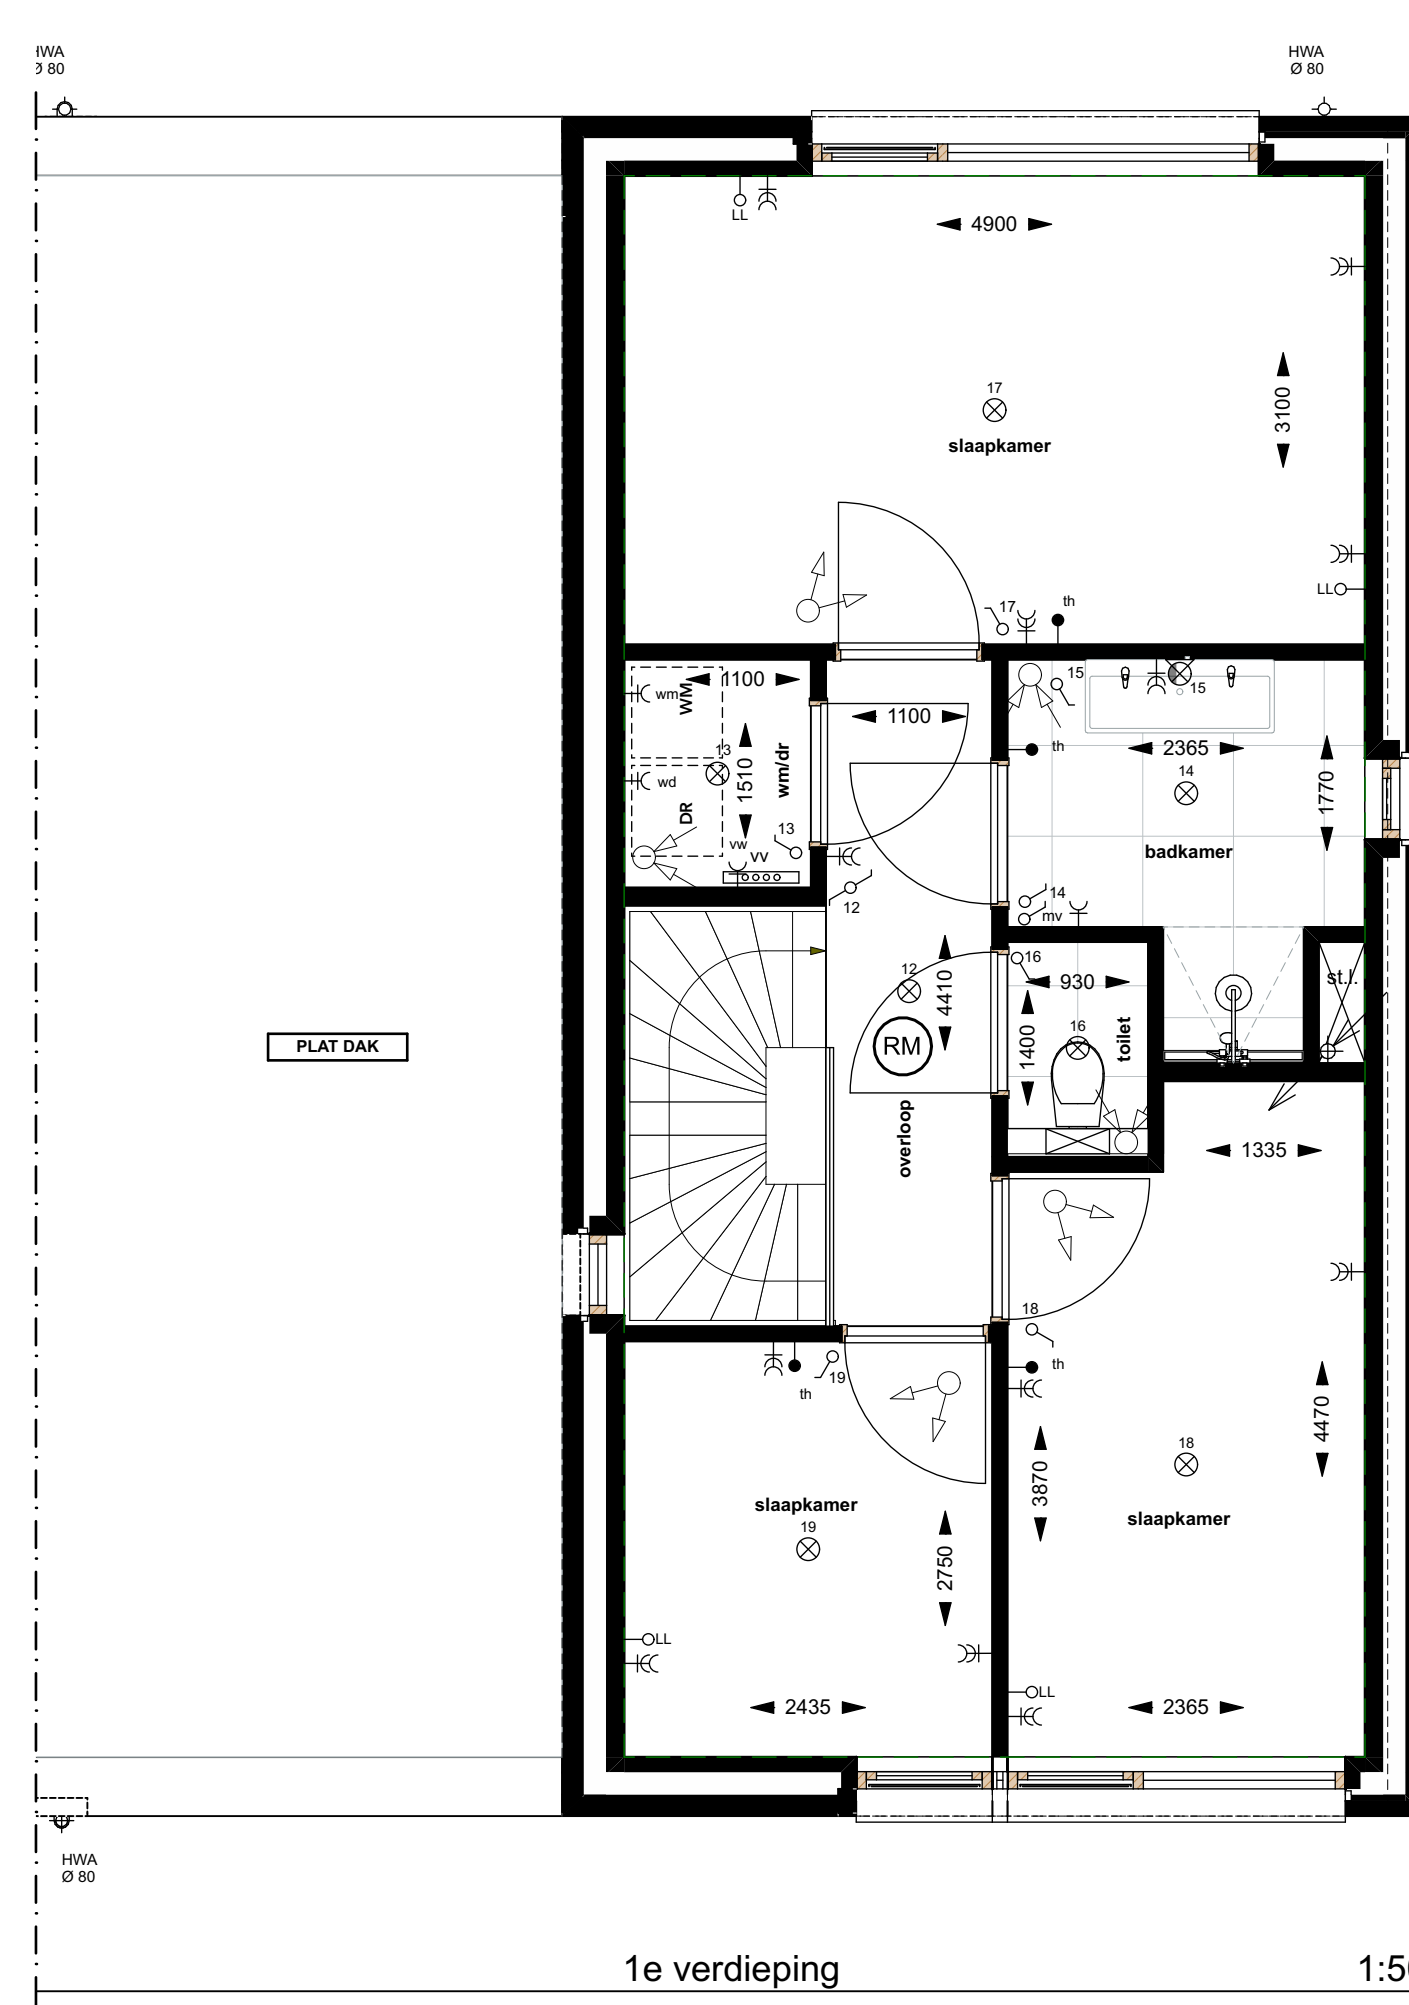 HWA
Ø 80
HWA
Ø 80
LL
4900
3100
17
slaapkamer
LL
17
th
wm
WM
1100
13
1510
wm/dr
wd
DR
13
vw
VV
1100
12
15
15
th
2365
14
1770
badkamer
14
mv
12
4410
RM
overloop
16
930
1400
16
toilet
st.l.
PLAT DAK
1335
18
th
19
th
4470
18
3870
slaapkamer
slaapkamer
19
2750
LL
LL
2435
2365
HWA
Ø 80
1e verdieping
1:50